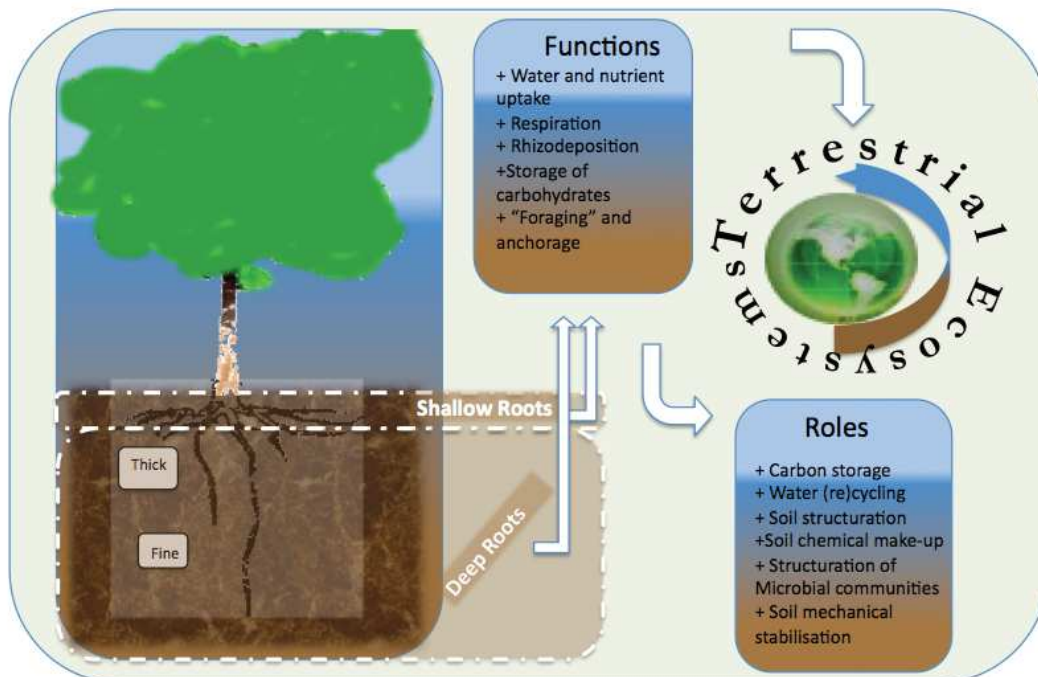 Functions
+ Water and nutrient
uptake
+ Respiration
+ Rhizodeposition
+Storage of
carbohydrates
+ “Foraging” and
anchorage
Terrestrial Ecosystems
Shallow Roots
Thick
Fine
Deep Roots
Roles
+ Carbon storage
+ Water (re)cycling
+ Soil structuration
+Soil chemical make-up
+ Structuration of
Microbial communities
+ Soil mechanical
stabilisation